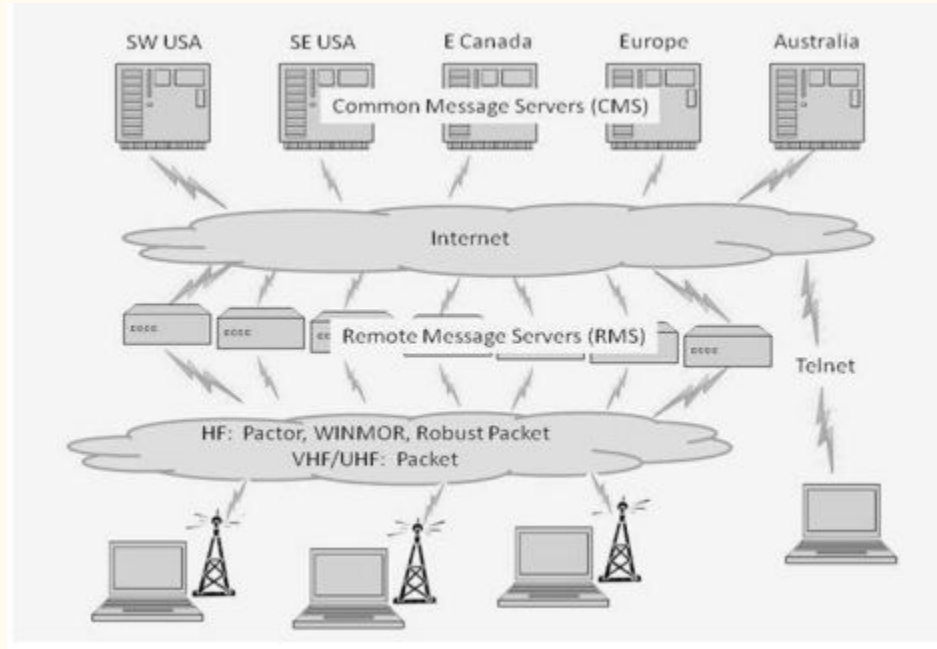 SW USA
SE USA
E Canada
Europe
Australia
Common Message Servers (CMS)
Internet
Remote Message Servers (RMS)
Telnet
HF: Pactor, WINMOR, Robust Packet
VHF/UHF: Packet